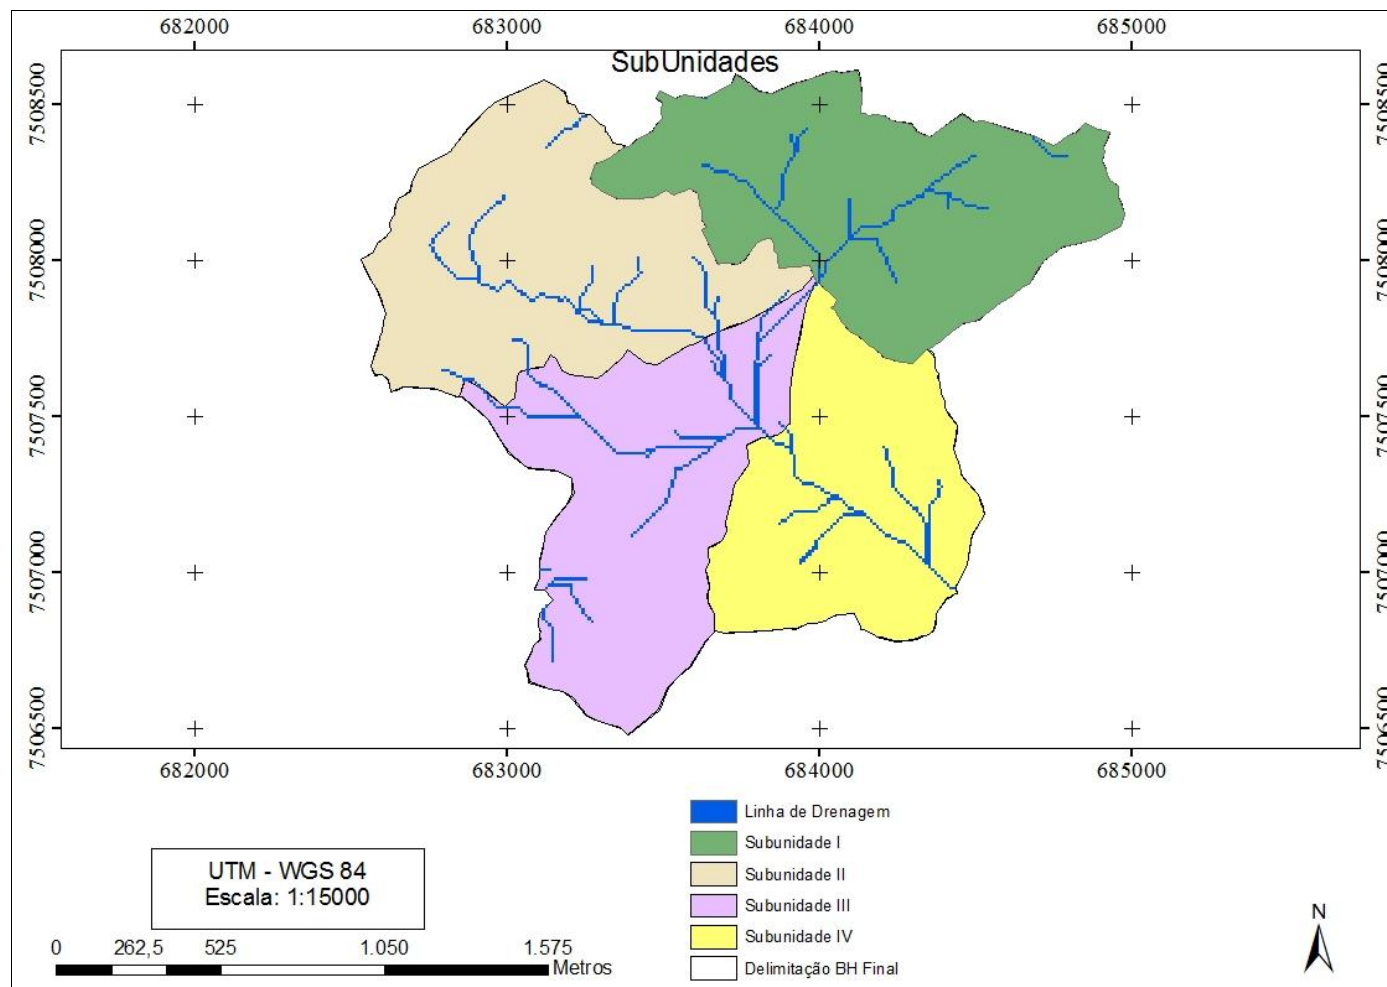 682000 683000 684000 685000
SubUnidades
7508500 7508500
7508000 7508000
7507500 7507500
7507000 7507000
7506500 7506500
682000 683000 684000 685000
UTM - WGS 84
Escala: 1:15000
0 262,5 525 1.050 1.575
Metros
Linha de Drenagem
Subunidade I
Subunidade II
Subunidade III
Subunidade IV
Delimitação BH Final
N